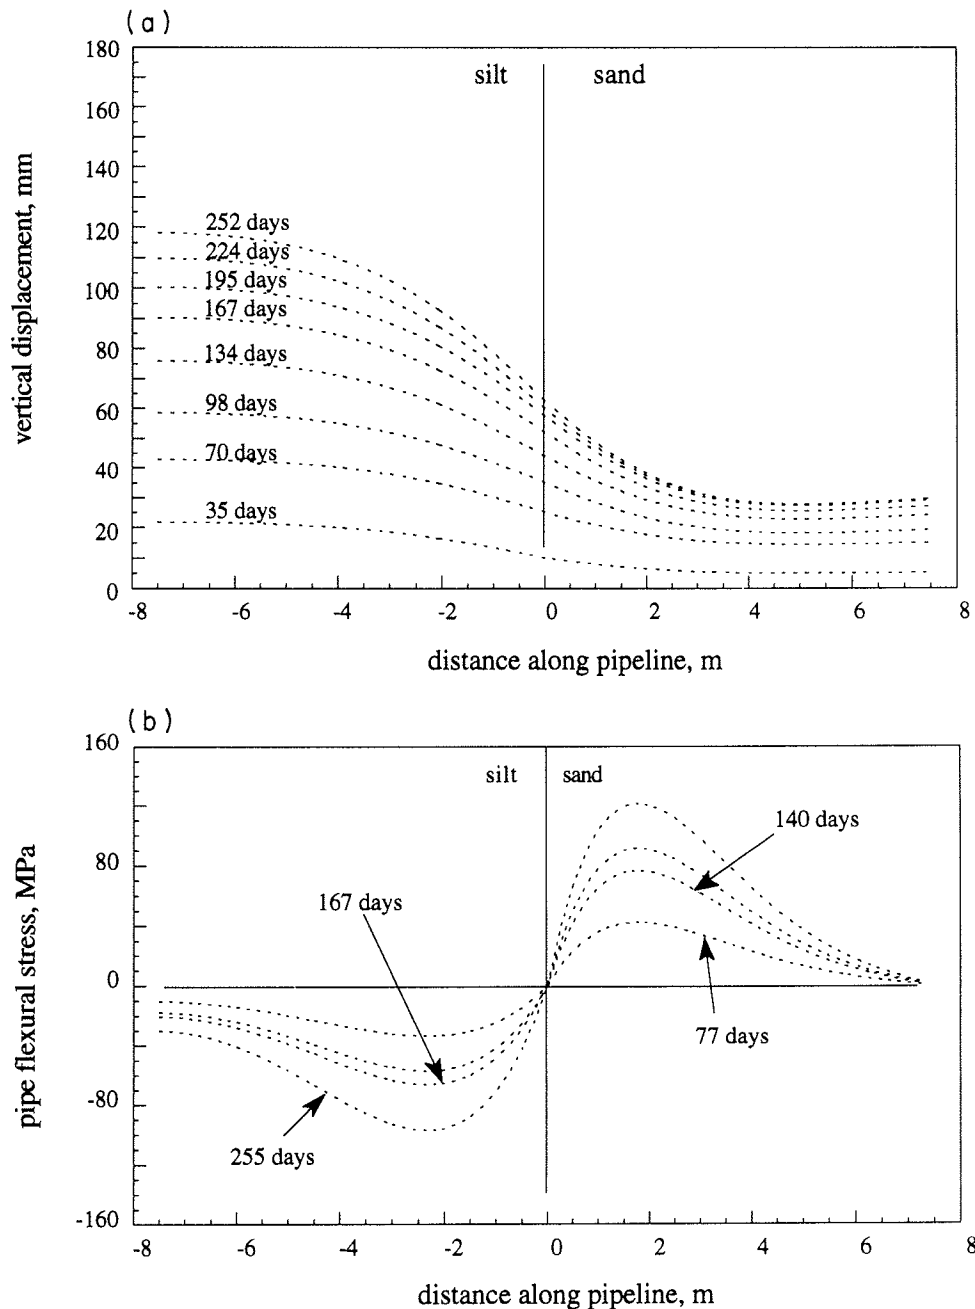 (a)
180
silt
sand
160
140
252 days
120
224 days
195 days
100
167 days
80
134 days
98 days
60
70 days
40
35 days
20
0
vertical displacement, mm
-8
-6
-4
-2
0
2
4
6
8
distance along pipeline, m
(b)
160
silt
sand
140 days
80
167 days
0
77 days
-80
255 days
-160
pipe flexural stress, MPa
-8
-6
-4
-2
0
2
4
6
8
distance along pipeline, m